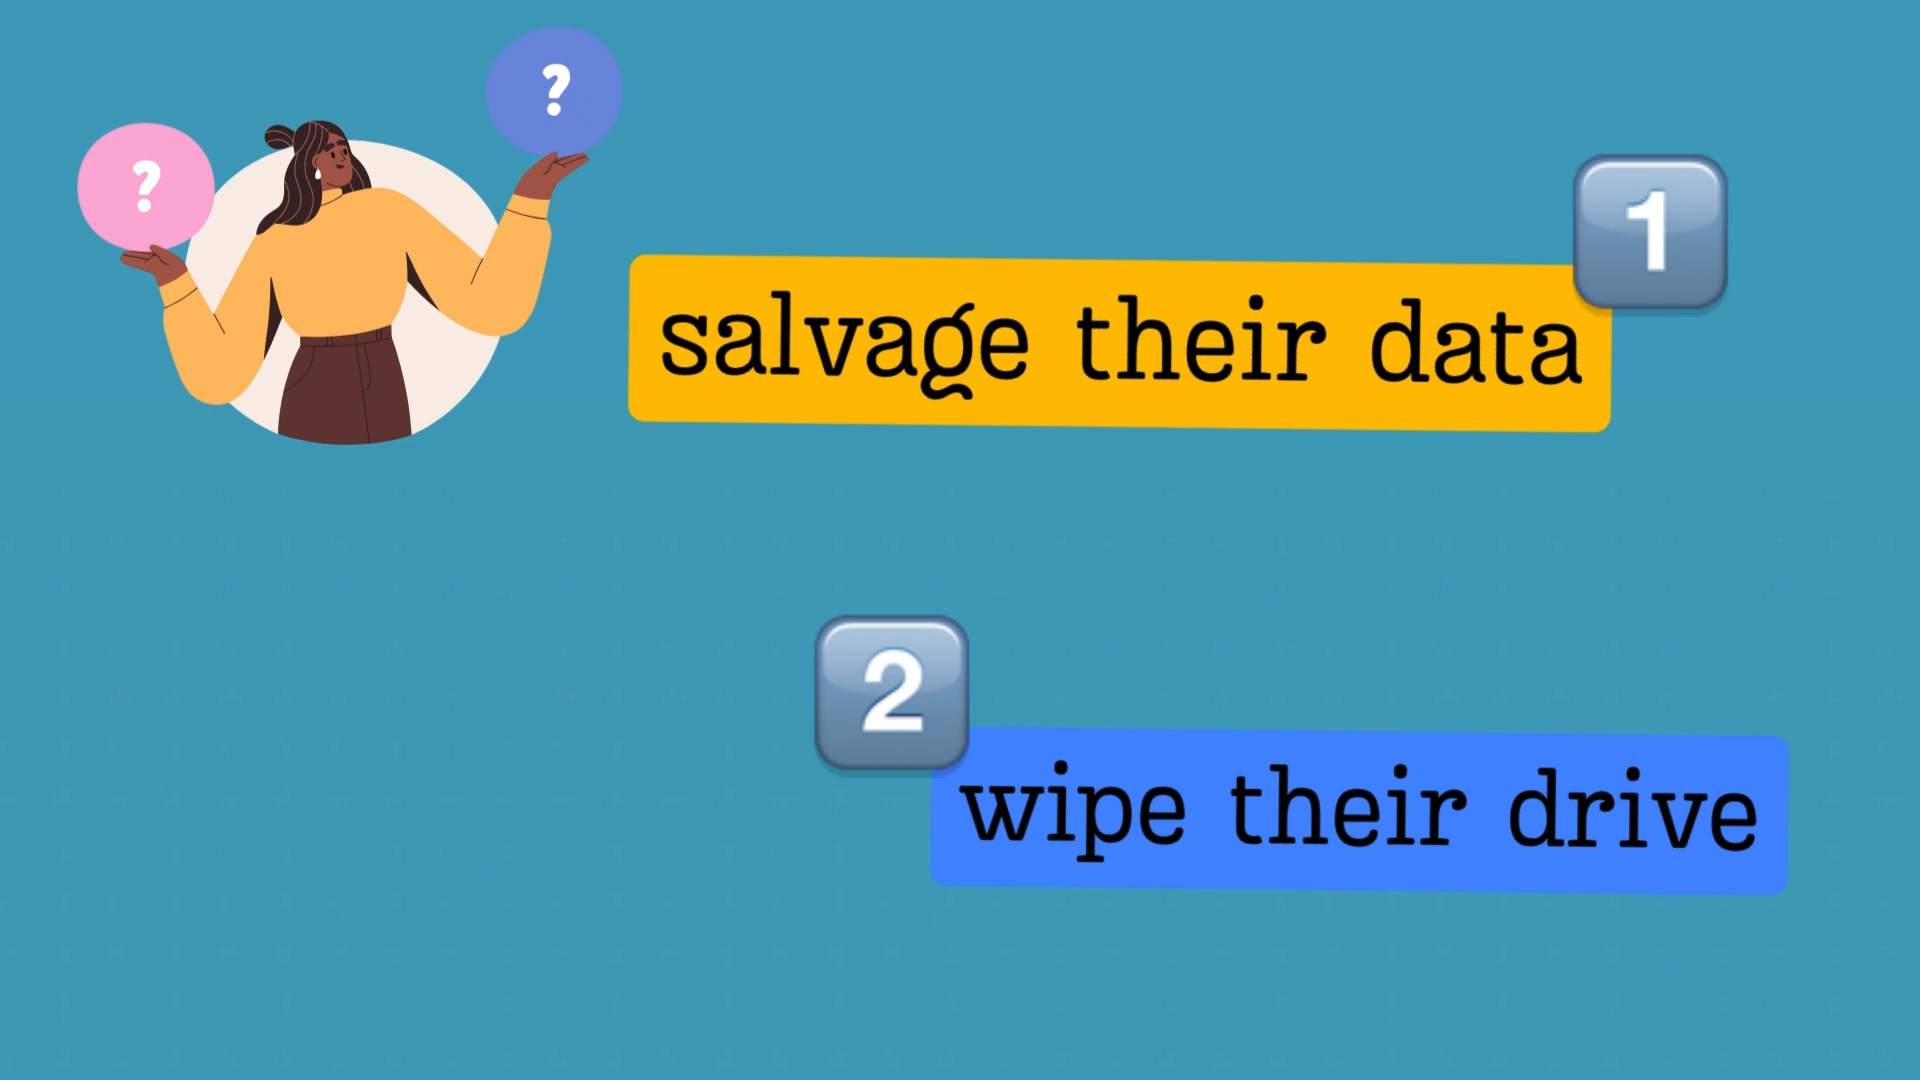 ?
?
1
salvage their data
2
wipe their drive